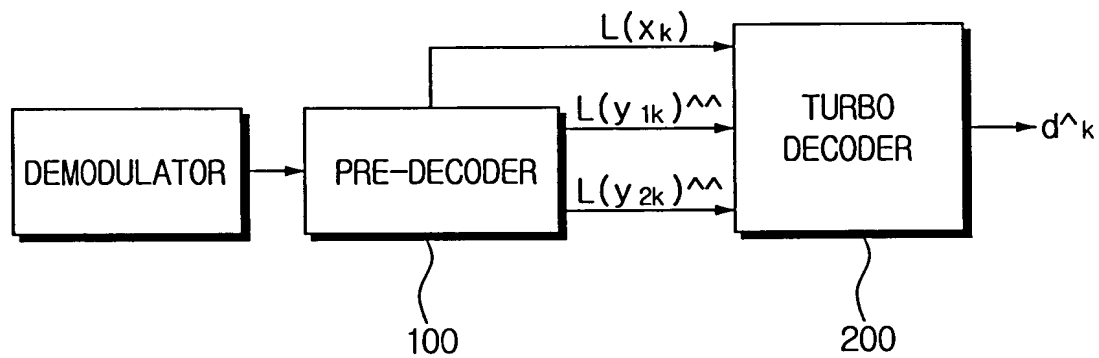 L(xk)
L(y1k)^^
L(y2k)^^
DEMODULATOR
PRE-DECODER
TURBO
DECODER
d^k
100
200